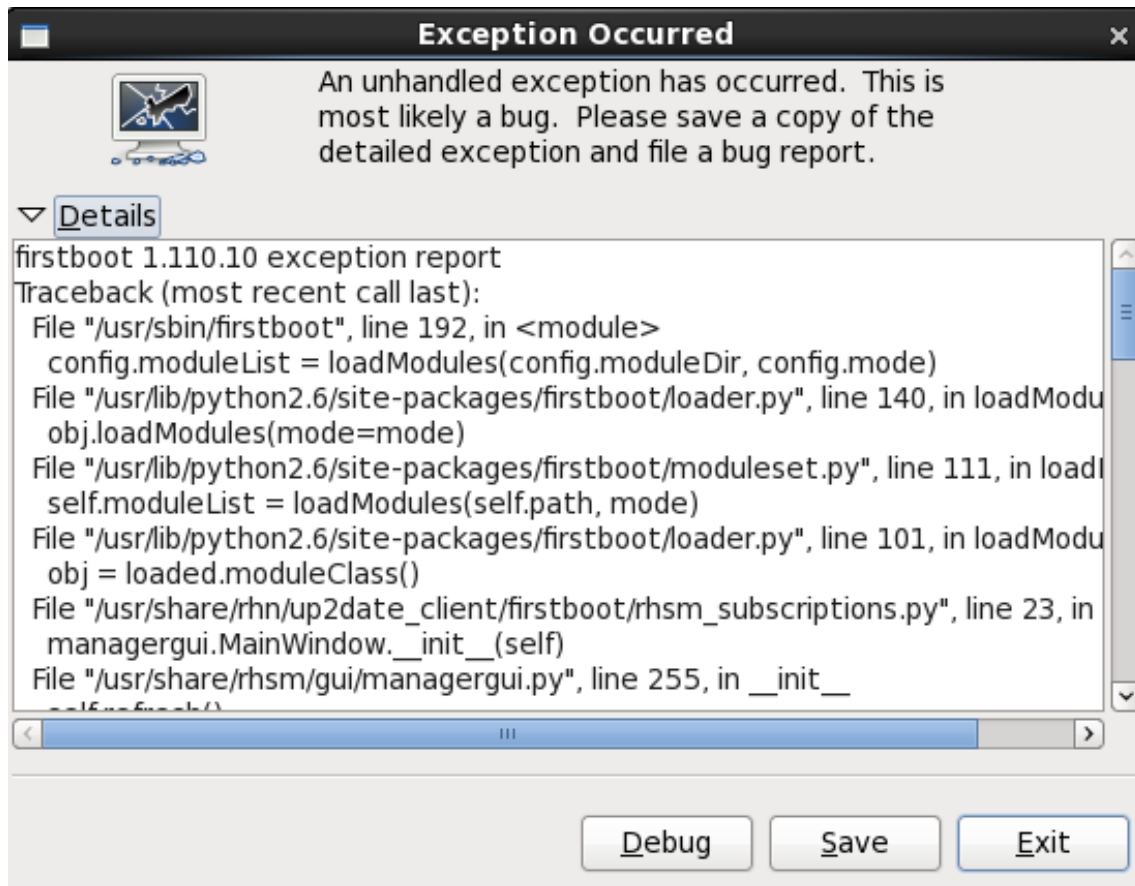 Exception Occurred
An unhandled exception has occurred.  This is
most likely a bug.  Please save a copy of the
detailed exception and file a bug report.
Details
firstboot 1.110.10 exception report
Traceback (most recent call last):
  File "/usr/sbin/firstboot", line 192, in <module>
    config.moduleList = loadModules(config.moduleDir, config.mode)
  File "/usr/lib/python2.6/site-packages/firstboot/loader.py", line 140, in loadModu
    obj.loadModules(mode=mode)
  File "/usr/lib/python2.6/site-packages/firstboot/moduleset.py", line 111, in load
    self.moduleList = loadModules(self.path, mode)
  File "/usr/lib/python2.6/site-packages/firstboot/loader.py", line 101, in loadModu
    obj = loaded.moduleClass()
  File "/usr/share/rhn/up2date_client/firstboot/rhsm_subscriptions.py", line 23, in
    managergui.MainWindow.__init__(self)
  File "/usr/share/rhsm/gui/managergui.py", line 255, in __init__
    self.refresh()
Debug
Save
Exit